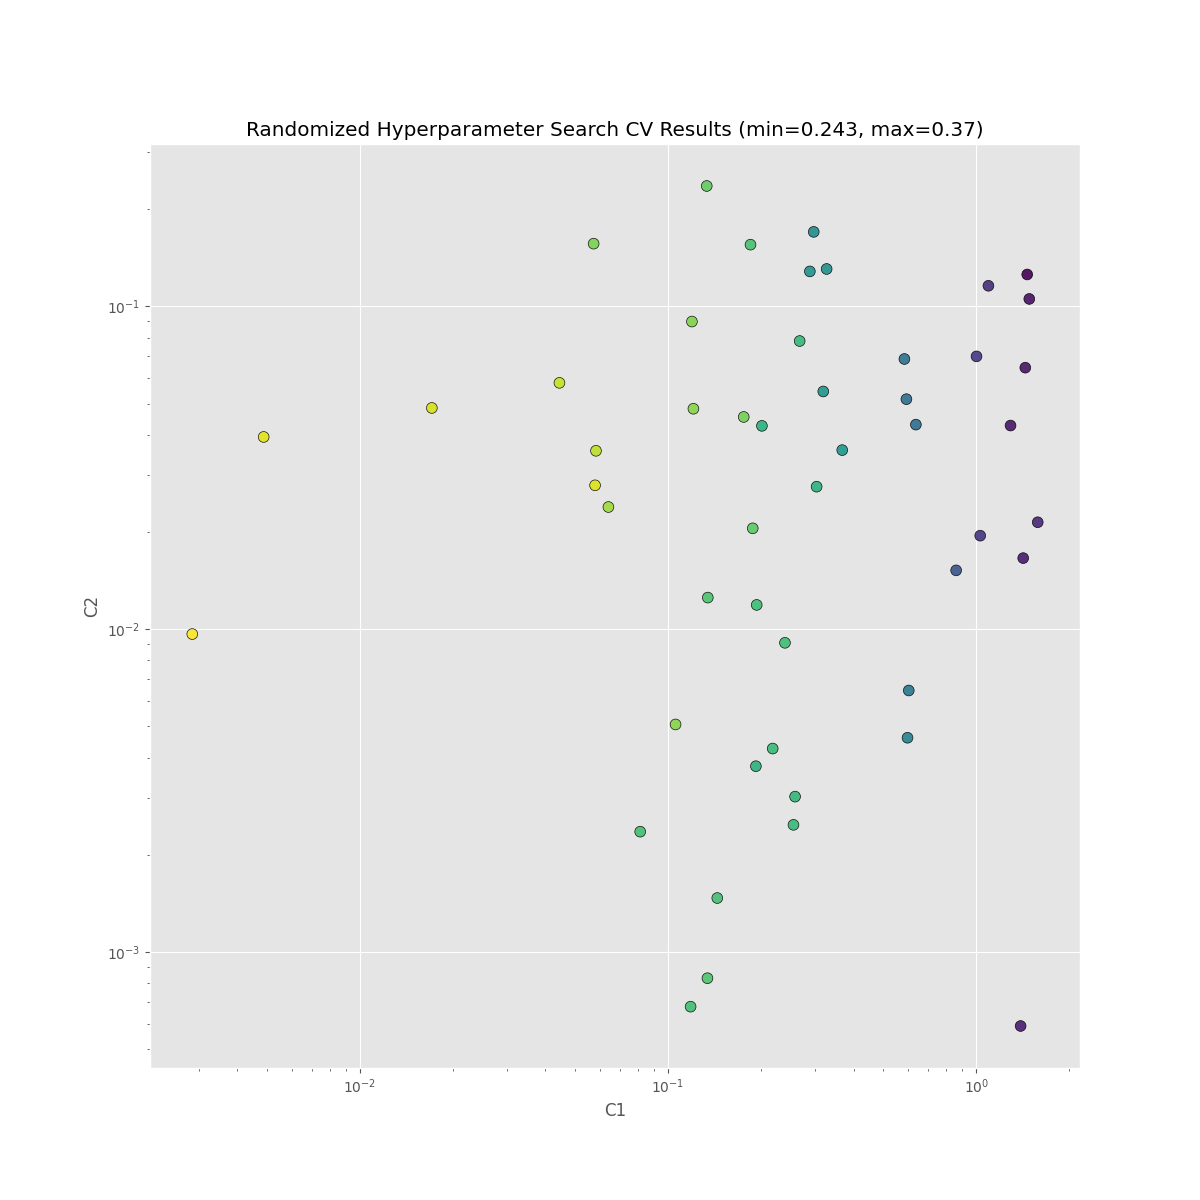 Randomized Hyperparameter Search CV Results (min=0.243, max=0.37)
10⁻¹
C2
10⁻²
10⁻³
10⁻² 10⁻¹ 10⁰
C1